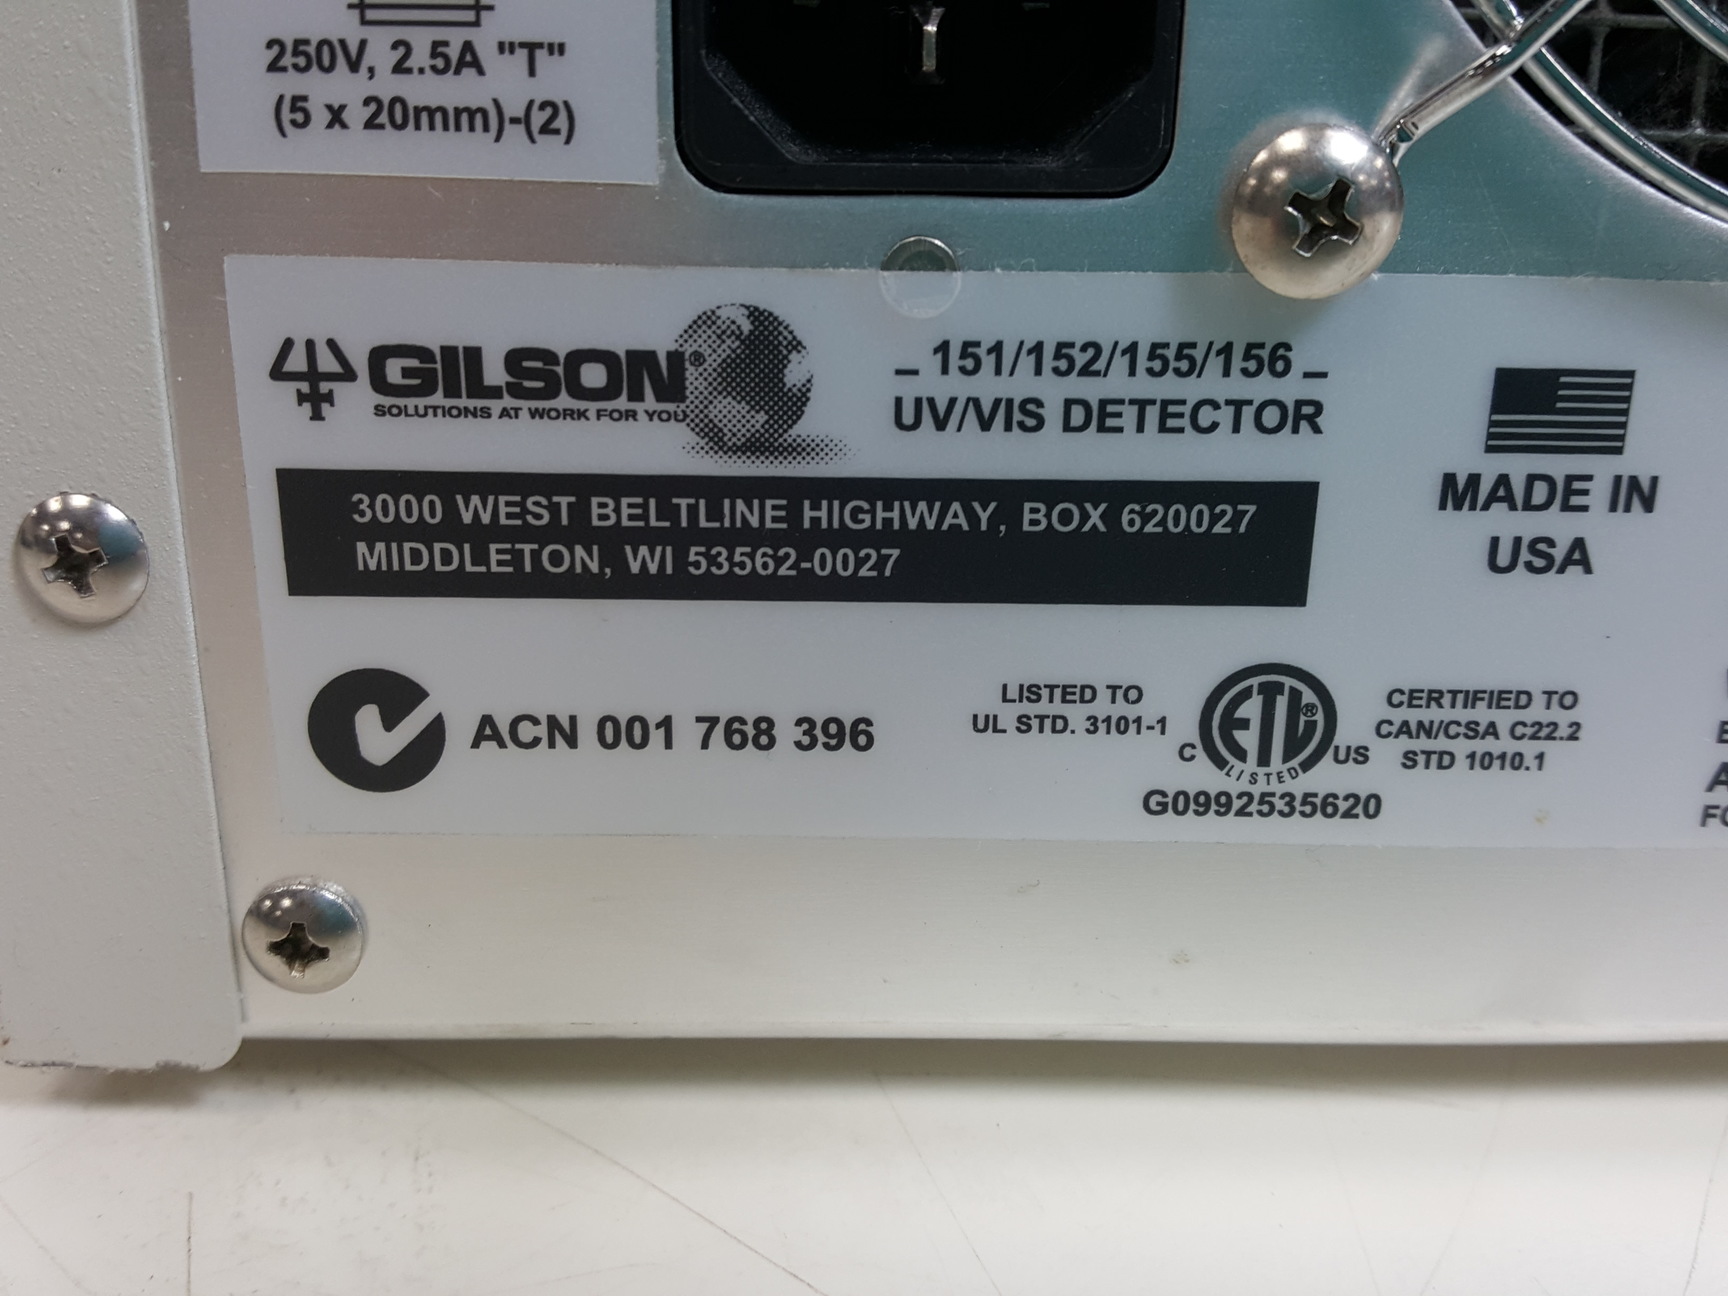 250V, 2.5A "T"
(5 x 20mm)-(2)
GILSON®
SOLUTIONS AT WORK FOR YOU
_ 151/152/155/156 _
UV/VIS DETECTOR
3000 WEST BELTLINE HIGHWAY, BOX 620027
MIDDLETON, WI 53562-0027
MADE IN
USA
ACN 001 768 396
LISTED TO
UL STD. 3101-1
C ETL® US
LISTED
G0992535620
CERTIFIED TO
CAN/CSA C22.2
STD 1010.1